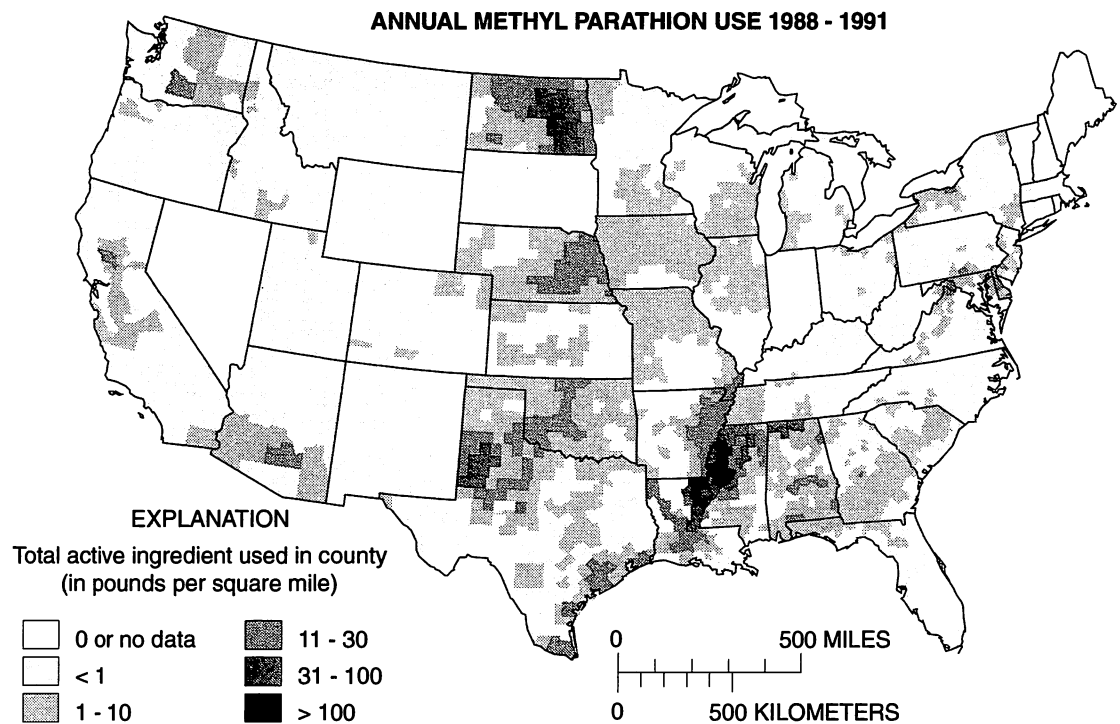 ANNUAL METHYL PARATHION USE 1988 - 1991
EXPLANATION
Total active ingredient used in county
(in pounds per square mile)
0 or no data
< 1
1 - 10
11 - 30
31 - 100
> 100
0 500 MILES
0 500 KILOMETERS